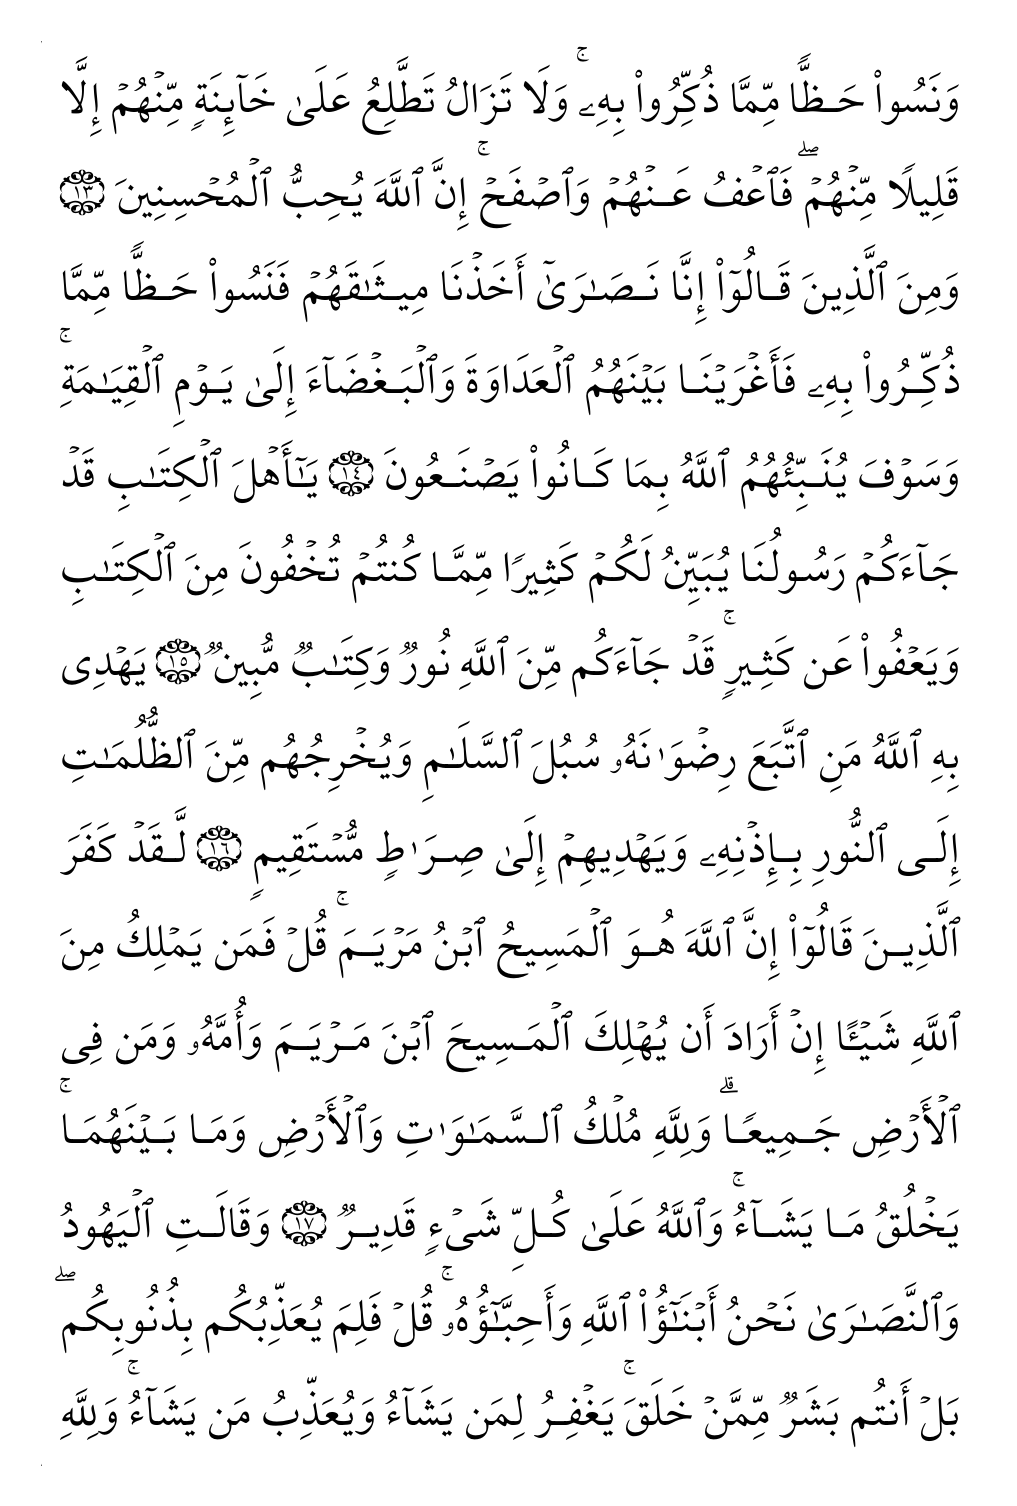 وَنَسُوا۟ حَظًّۭا مِّمَّا ذُكِّرُوا۟ بِهِۦ ۚ وَلَا تَزَالُ تَطَّلِعُ عَلَىٰ خَآئِنَةٍۢ مِّنْهُمْ إِلَّا
قَلِيلًۭا مِّنْهُمْ ۖ فَٱعْفُ عَنْهُمْ وَٱصْفَحْ ۚ إِنَّ ٱللَّهَ يُحِبُّ ٱلْمُحْسِنِينَ ١٣
وَمِنَ ٱلَّذِينَ قَالُوٓا۟ إِنَّا نَصَـٰرَىٰٓ أَخَذْنَا مِيثَـٰقَهُمْ فَنَسُوا۟ حَظًّۭا مِّمَّا
ذُكِّرُوا۟ بِهِۦ فَأَغْرَيْنَا بَيْنَهُمُ ٱلْعَدَاوَةَ وَٱلْبَغْضَآءَ إِلَىٰ يَوْمِ ٱلْقِيَـٰمَةِ ۚ
وَسَوْفَ يُنَبِّئُهُمُ ٱللَّهُ بِمَا كَانُوا۟ يَصْنَعُونَ ١٤ يَـٰٓأَهْلَ ٱلْكِتَـٰبِ قَدْ
جَآءَكُمْ رَسُولُنَا يُبَيِّنُ لَكُمْ كَثِيرًۭا مِّمَّا كُنتُمْ تُخْفُونَ مِنَ ٱلْكِتَـٰبِ
وَيَعْفُوا۟ عَن كَثِيرٍۢ ۚ قَدْ جَآءَكُم مِّنَ ٱللَّهِ نُورٌۭ وَكِتَـٰبٌۭ مُّبِينٌۭ ١٥ يَهْدِى
بِهِ ٱللَّهُ مَنِ ٱتَّبَعَ رِضْوَٰنَهُۥ سُبُلَ ٱلسَّلَـٰمِ وَيُخْرِجُهُم مِّنَ ٱلظُّلُمَـٰتِ
إِلَى ٱلنُّورِ بِإِذْنِهِۦ وَيَهْدِيهِمْ إِلَىٰ صِرَٰطٍۢ مُّسْتَقِيمٍۢ ١٦ لَّقَدْ كَفَرَ
ٱلَّذِينَ قَالُوٓا۟ إِنَّ ٱللَّهَ هُوَ ٱلْمَسِيحُ ٱبْنُ مَرْيَمَ ۚ قُلْ فَمَن يَمْلِكُ مِنَ
ٱللَّهِ شَيْـًٔا إِنْ أَرَادَ أَن يُهْلِكَ ٱلْمَسِيحَ ٱبْنَ مَرْيَمَ وَأُمَّهُۥ وَمَن فِى
ٱلْأَرْضِ جَمِيعًۭا ۗ وَلِلَّهِ مُلْكُ ٱلسَّمَـٰوَٰتِ وَٱلْأَرْضِ وَمَا بَيْنَهُمَا ۚ
يَخْلُقُ مَا يَشَآءُ ۚ وَٱللَّهُ عَلَىٰ كُلِّ شَىْءٍۢ قَدِيرٌۭ ١٧ وَقَالَتِ ٱلْيَهُودُ
وَٱلنَّصَـٰرَىٰ نَحْنُ أَبْنَـٰٓؤُا۟ ٱللَّهِ وَأَحِبَّـٰٓؤُهُۥ ۚ قُلْ فَلِمَ يُعَذِّبُكُم بِذُنُوبِكُم ۖ
بَلْ أَنتُم بَشَرٌۭ مِّمَّنْ خَلَقَ ۚ يَغْفِرُ لِمَن يَشَآءُ وَيُعَذِّبُ مَن يَشَآءُ ۚ وَلِلَّهِ